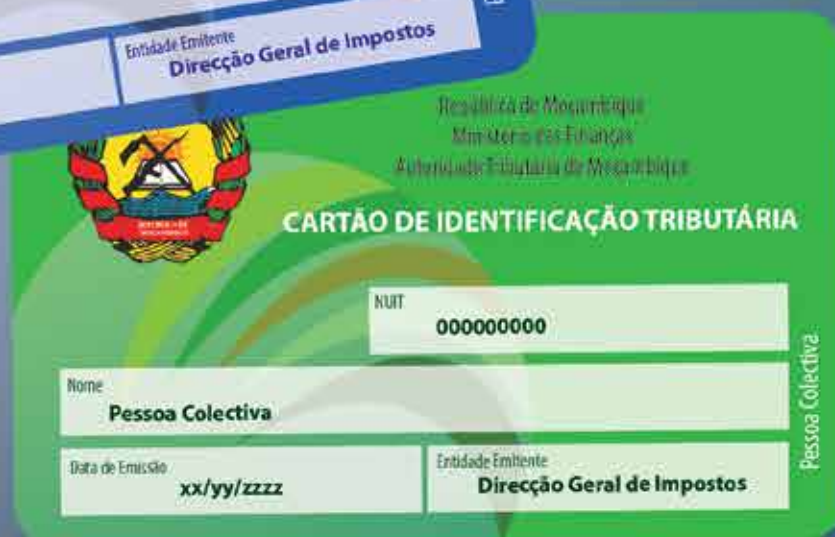 Entidade Emitente
Direcção Geral de Impostos
República de Moçambique
Ministério das Finanças
Autoridade Tributária de Moçambique
CARTÃO DE IDENTIFICAÇÃO TRIBUTÁRIA
NUIT
000000000
Nome
Pessoa Colectiva
Data de Emissão
xx/yy/zzzz
Entidade Emitente
Direcção Geral de Impostos
Pessoa Colectiva